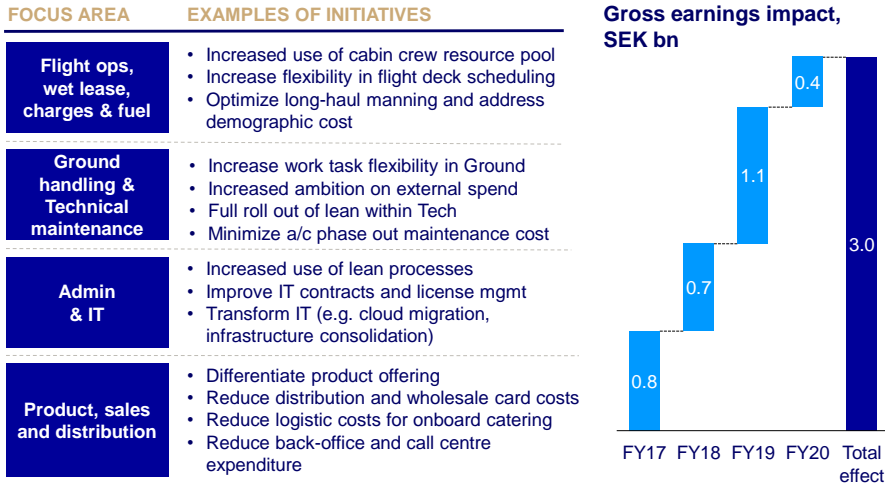 FOCUS AREA
EXAMPLES OF INITIATIVES
Flight ops,
wet lease,
charges & fuel
• Increased use of cabin crew resource pool
• Increase flexibility in flight deck scheduling
• Optimize long-haul manning and address
demographic cost
Ground
handling &
Technical
maintenance
• Increase work task flexibility in Ground
• Increased ambition on external spend
• Full roll out of lean within Tech
• Minimize a/c phase out maintenance cost
Admin
& IT
• Increased use of lean processes
• Improve IT contracts and license mgmt
• Transform IT (e.g. cloud migration,
infrastructure consolidation)
Product, sales
and distribution
• Differentiate product offering
• Reduce distribution and wholesale card costs
• Reduce logistic costs for onboard catering
• Reduce back-office and call centre
expenditure
Gross earnings impact,
SEK bn
0.4
1.1
3.0
0.7
0.8
FY17 FY18 FY19 FY20 Total
effect